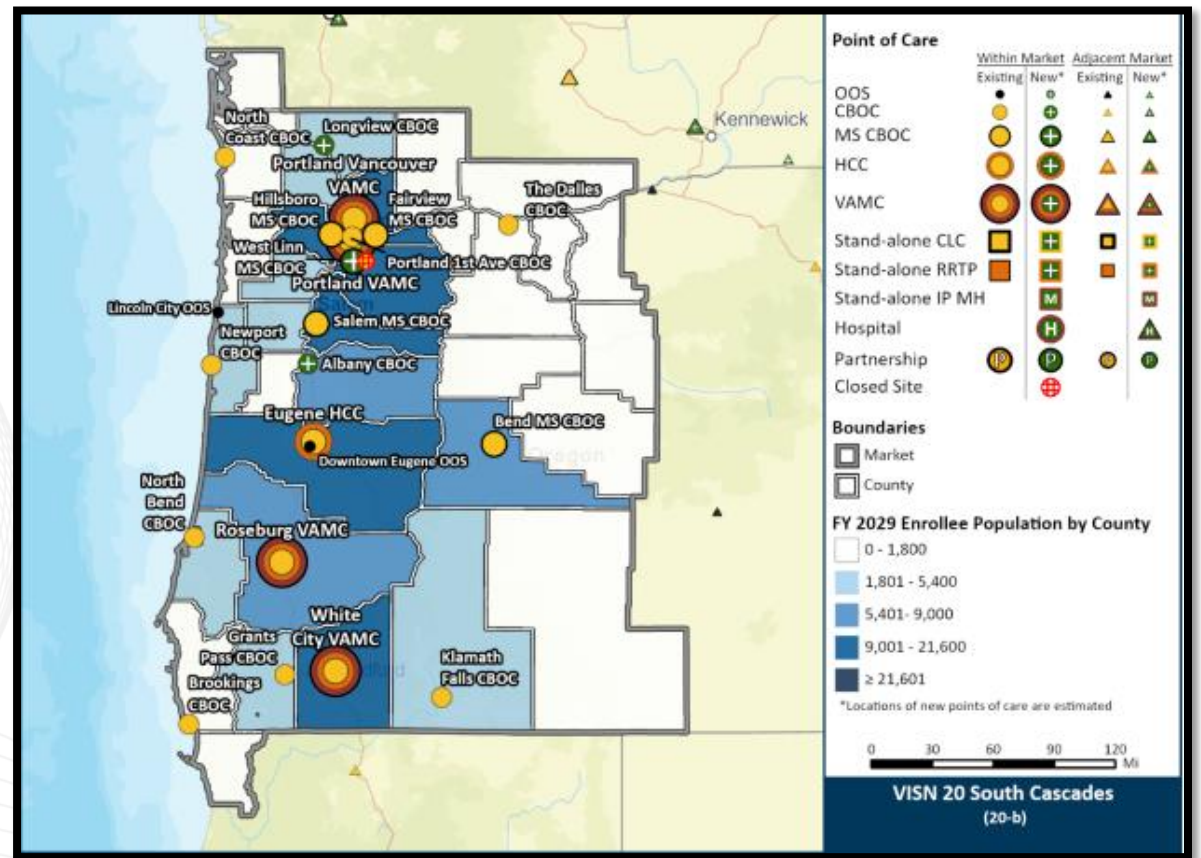 North
Coast CBOC
Longview CBOC
Kennewick
Portland Vancouver
VAMC
Hillsboro
MS CBOC
Fairview
MS CBOC
The Dalles
CBOC
West Linn
MS CBOC
Portland 1st Ave CBOC
Portland VAMC
Lincoln City OOS
Salem
Salem MS CBOC
Newport
CBOC
Albany CBOC
Eugene HCC
Downtown Eugene OOS
Bend MS CBOC
Oregon
North
Bend
CBOC
Roseburg VAMC
White
City VAMC
Grants
Pass CBOC
Brookings
CBOC
Klamath
Falls CBOC
Point of Care
Within Market Adjacent Market
Existing New* Existing New*
OOS
CBOC
MS CBOC
HCC
VAMC
Stand-alone CLC
Stand-alone RRTP
Stand-alone IP MH M M
Hospital H H
Partnership P P P P
Closed Site
Boundaries
Market
County
FY 2029 Enrollee Population by County
0 - 1,800
1,801 - 5,400
5,401- 9,000
9,001 - 21,600
≥ 21,601
*Locations of new points of care are estimated
0 30 60 90 120
Mi
VISN 20 South Cascades
(20-b)